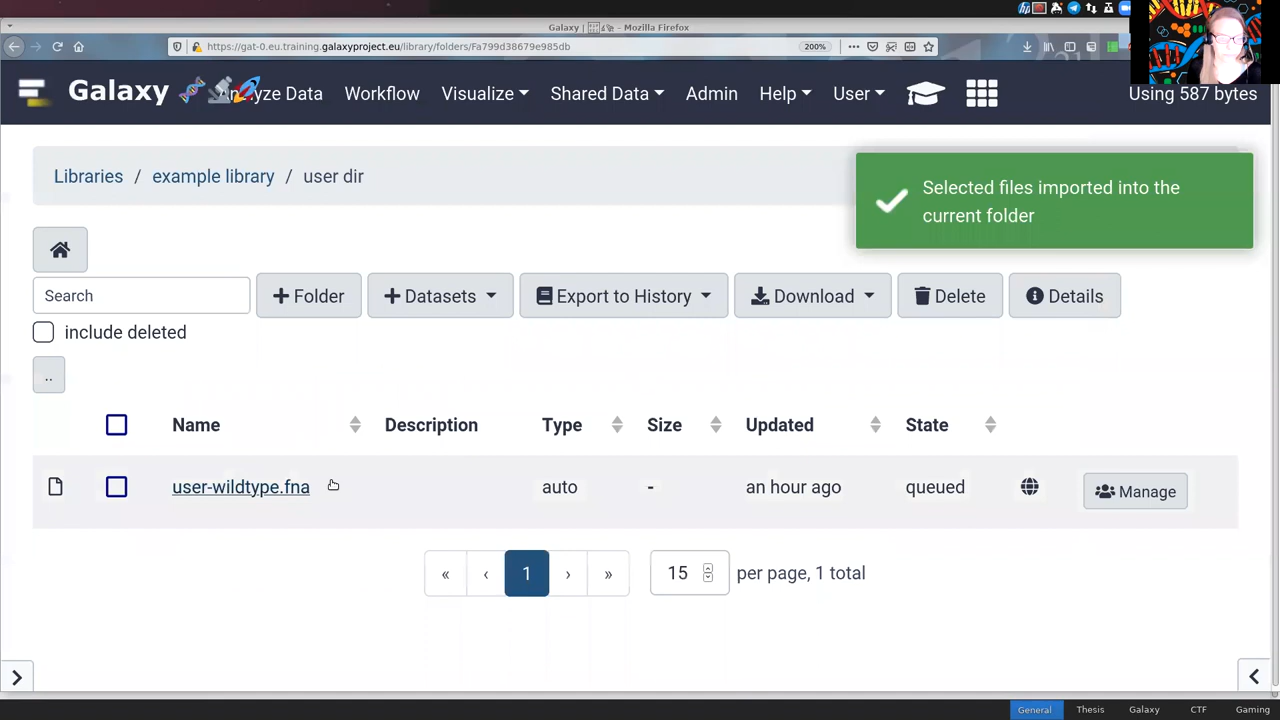 Galaxy | - Mozilla Firefox
https://gat-0.eu.training.galaxyproject.eu/library/folders/Fa799d38679e985db
200%
Galaxy
Analyze Data
Workflow
Visualize
Shared Data
Admin
Help
User
Using 587 bytes
Libraries / example library / user dir
Selected files imported into the
current folder
Search
+ Folder
+ Datasets
Export to History
Download
Delete
Details
include deleted
..
Name
Description
Type
Size
Updated
State
user-wildtype.fna
auto
-
an hour ago
queued
Manage
«
‹
1
›
»
15
per page, 1 total
General
Thesis
Galaxy
CTF
Gaming